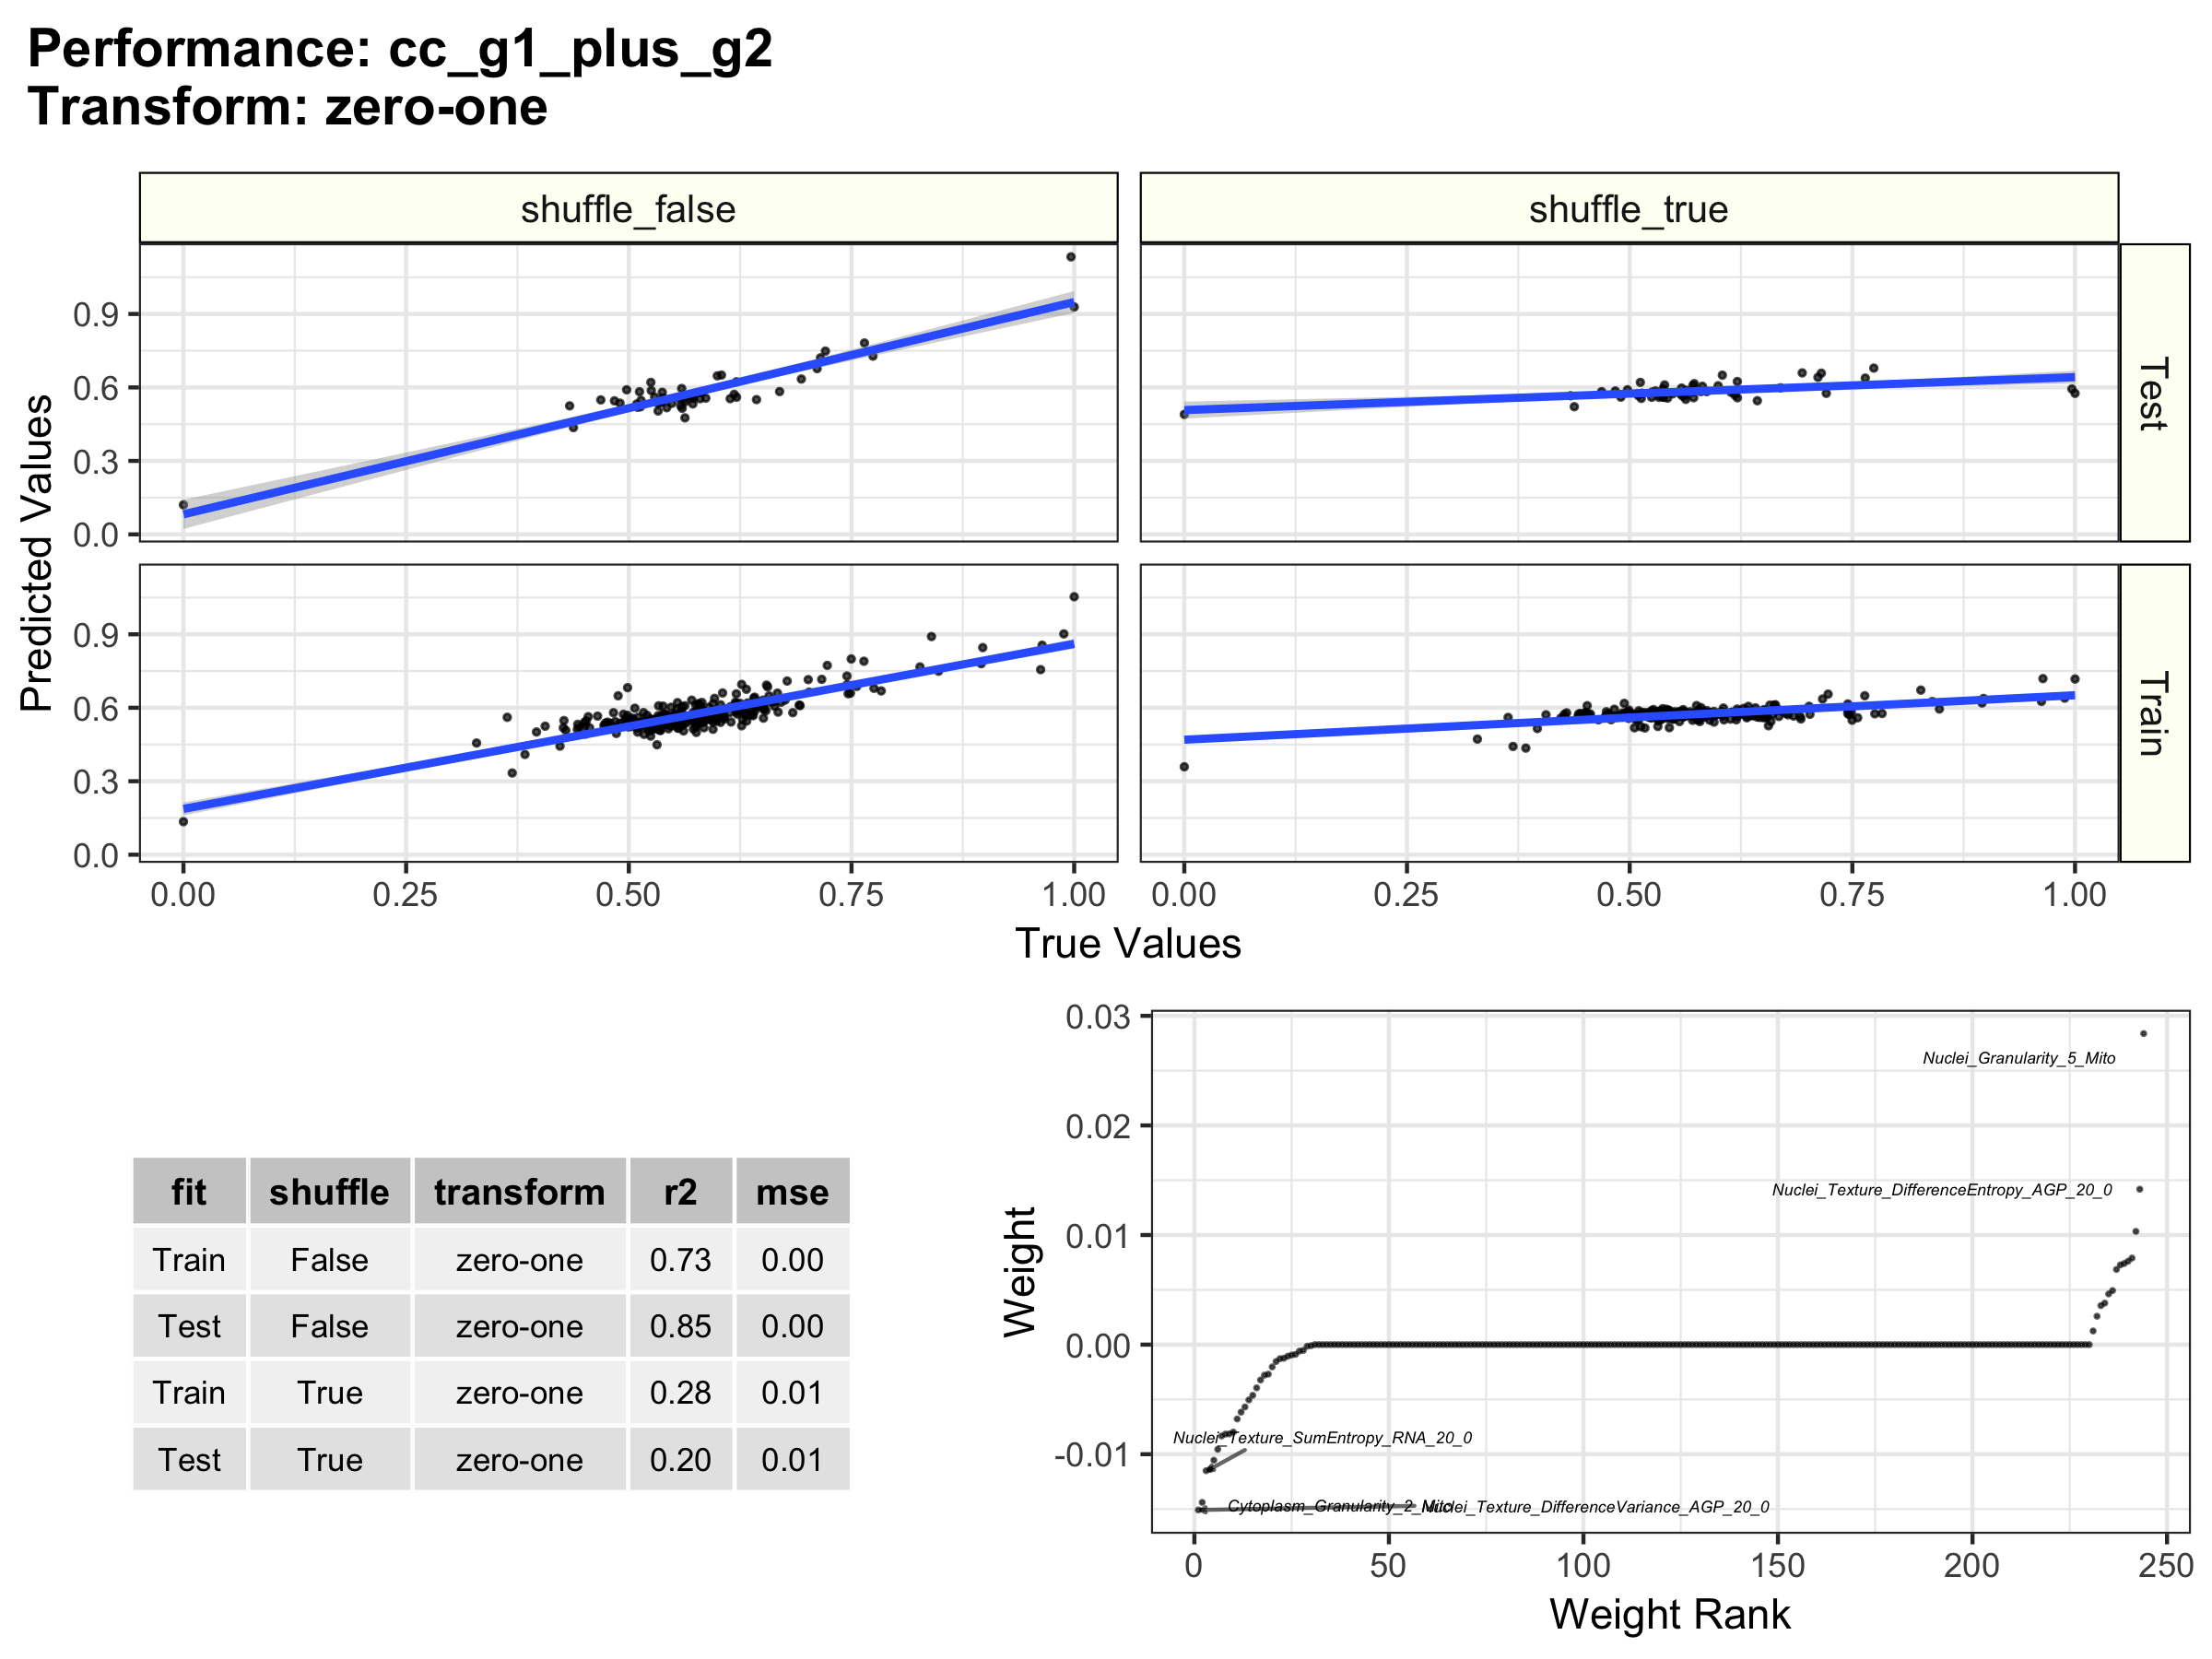 Performance: cc_g1_plus_g2
Transform: zero-one
shuffle_false
shuffle_true
0.9
0.6
0.3
0.0
Test
0.9
0.6
0.3
0.0
Train
Predicted Values
0.00 0.25 0.50 0.75 1.00
0.00 0.25 0.50 0.75 1.00
True Values
fit shuffle transform r2 mse
Train False zero-one 0.73 0.00
Test False zero-one 0.85 0.00
Train True zero-one 0.28 0.01
Test True zero-one 0.20 0.01
Weight
0.03
0.02
0.01
0.00
-0.01
Nuclei_Granularity_5_Mito
Nuclei_Texture_DifferenceEntropy_AGP_20_0
Nuclei_Texture_SumEntropy_RNA_20_0
Cytoplasm_Granularity_2_Mito
Nuclei_Texture_DifferenceVariance_AGP_20_0
0 50 100 150 200 250
Weight Rank